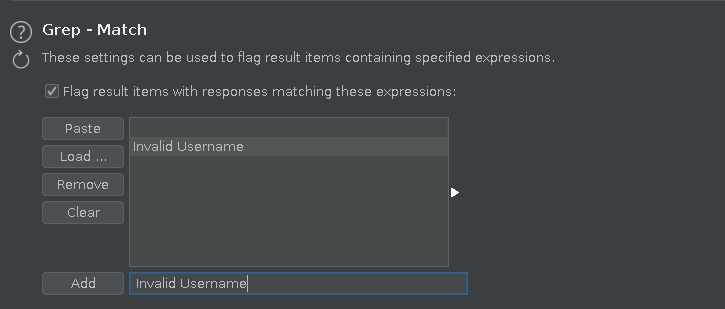 Grep - Match
These settings can be used to flag result items containing specified expressions.
Flag result items with responses matching these expressions:
Paste
Invalid Username
Load ...
Remove
Clear
Add
Invalid Username